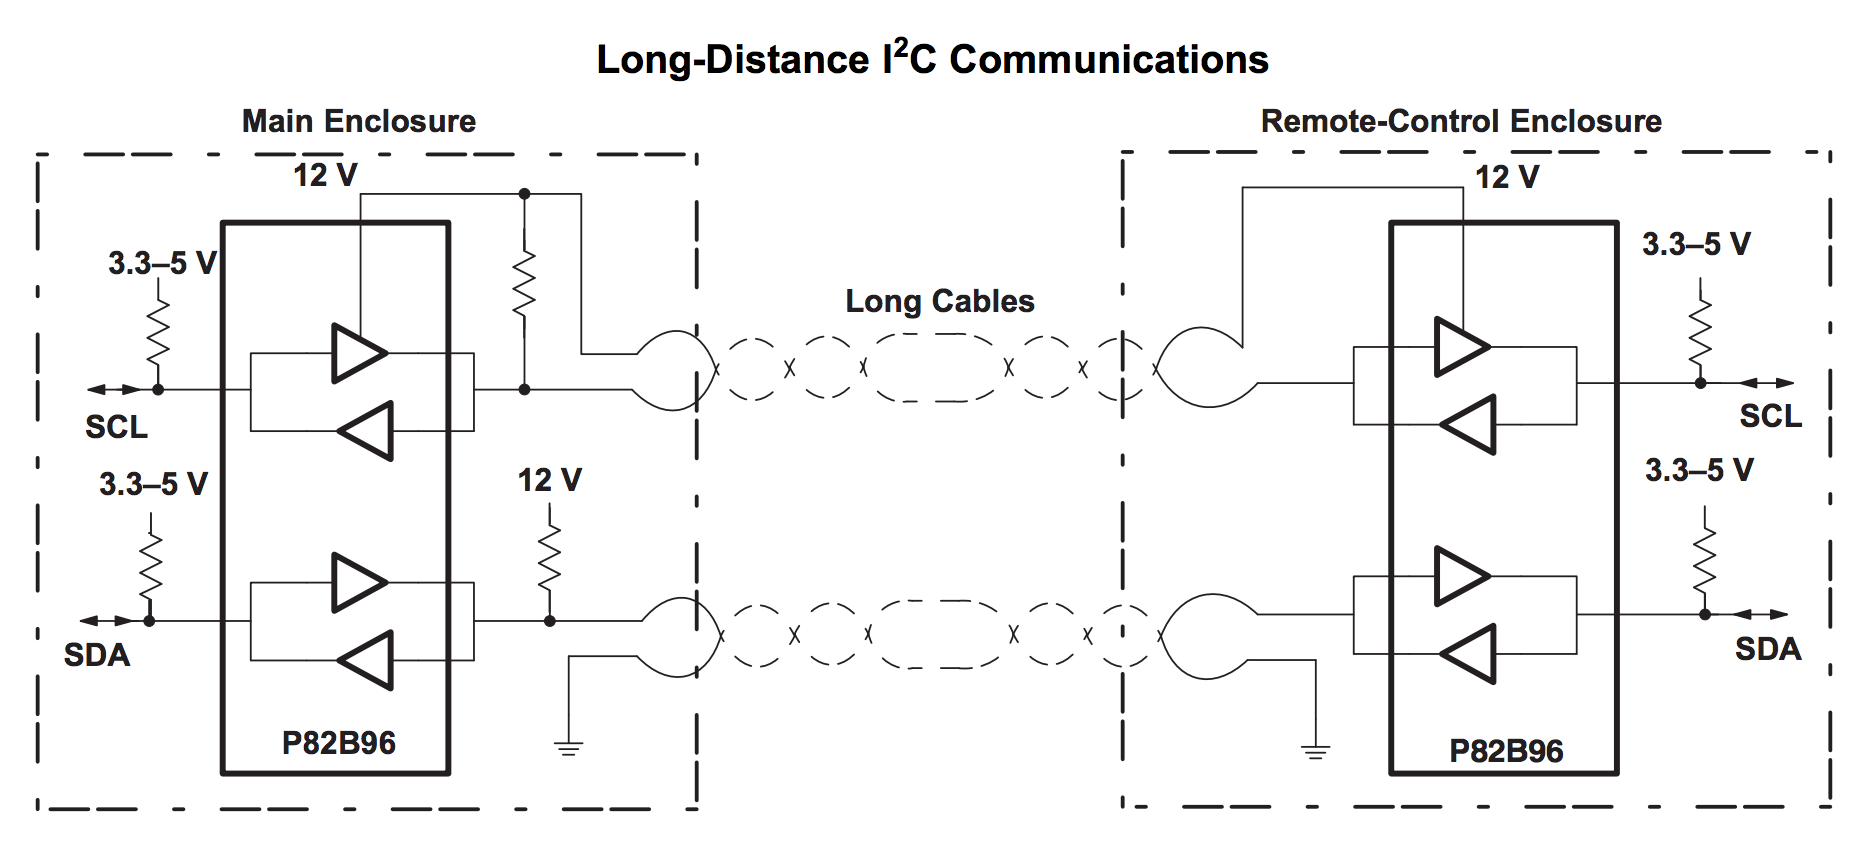 Long-Distance I²C Communications
Main Enclosure
Remote-Control Enclosure
12 V
12 V
3.3–5 V
3.3–5 V
Long Cables
SCL
SCL
3.3–5 V
12 V
3.3–5 V
SDA
SDA
P82B96
P82B96